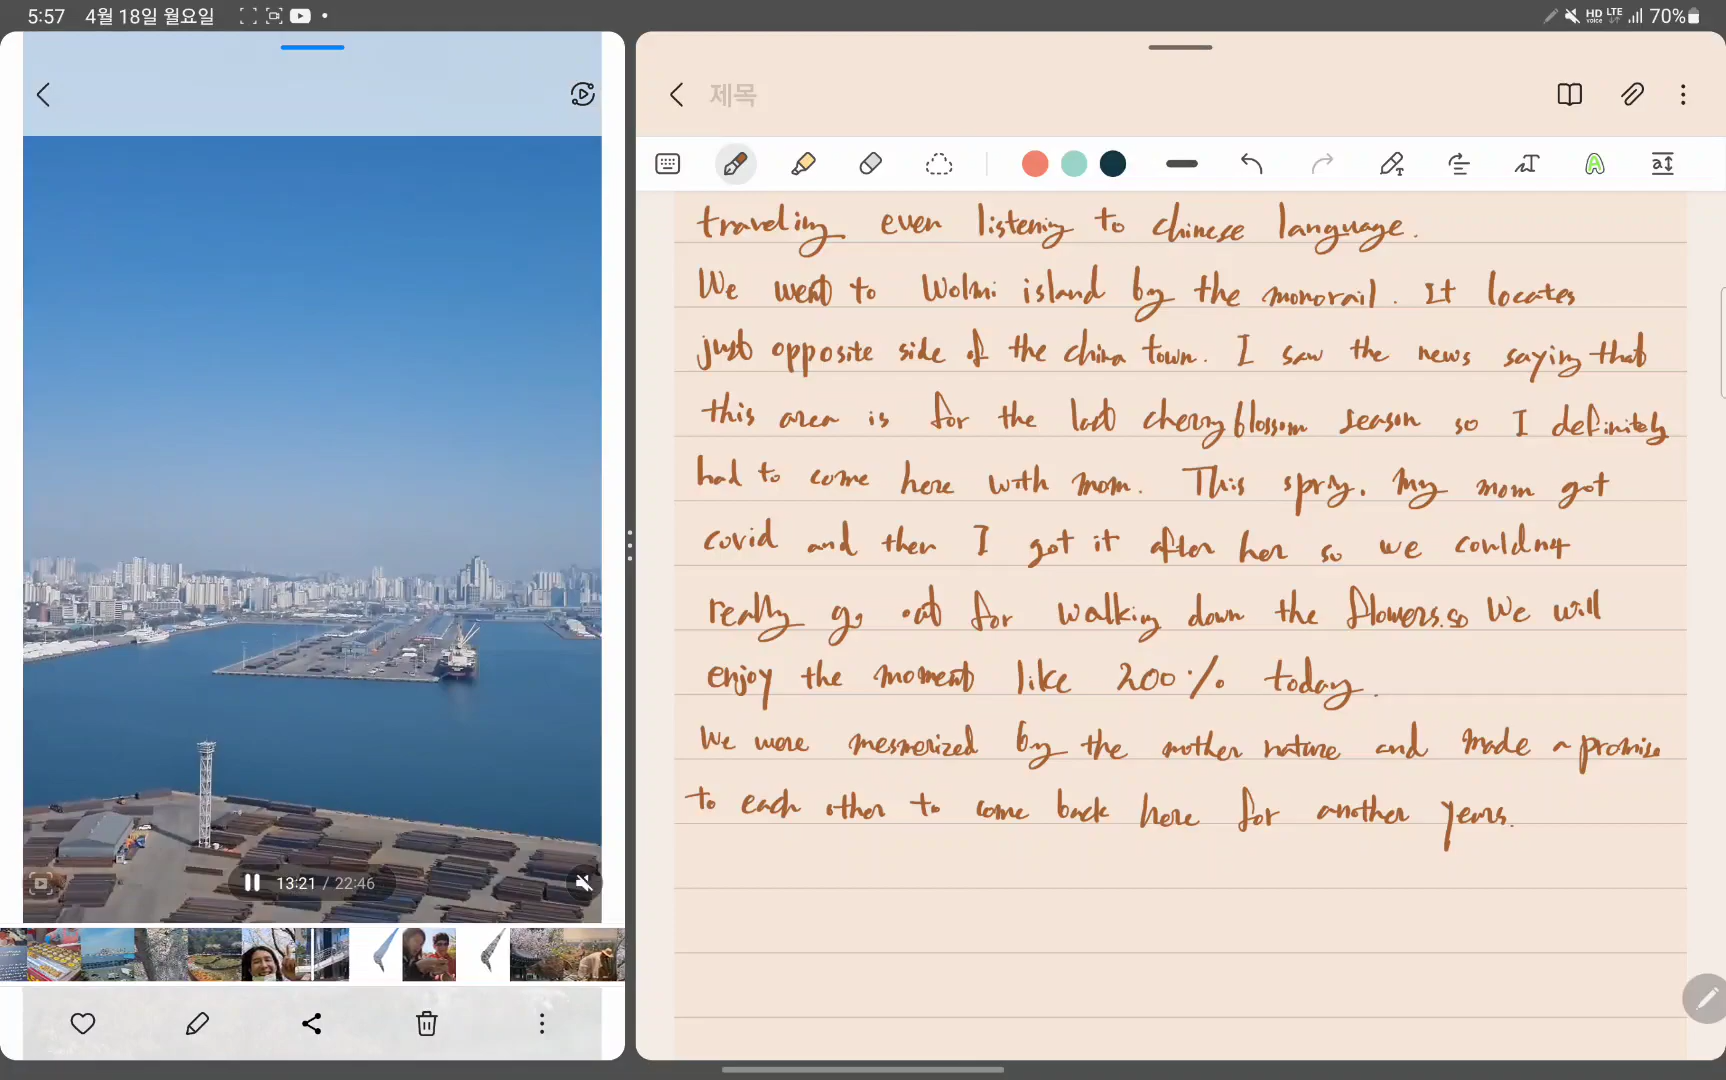 5:57 4월 18일 월요일
HD voice LTE 70%
제목
traveling even listening to chinese language.
We went to Wolmi island by the monorail. It locates
just opposite side of the china town. I saw the news saying that
this area is for the last cherry blossom season so I definitely
had to come here with mom. This spring, my mom got
covid and then I got it after her so we couldn't
really go out for walking down the flowers. so We will
enjoy the moment like 200% today.
We were mesmerized by the mother nature and made a promise
to each other to come back here for another years.
13:21 / 22:46